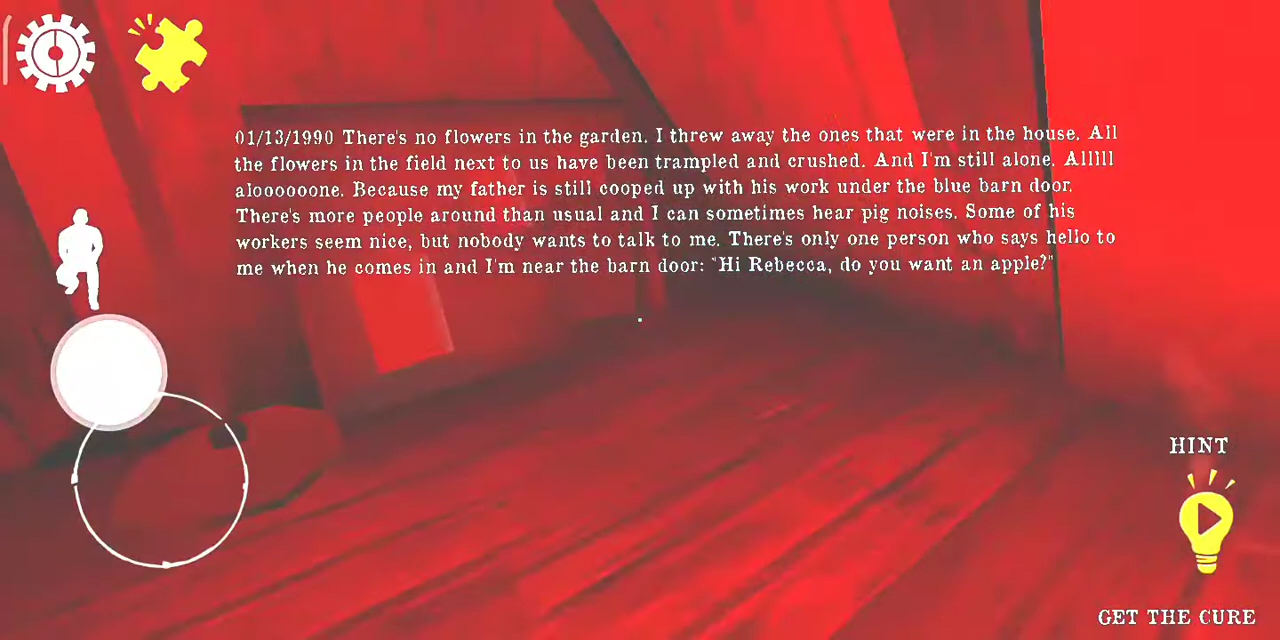 01/13/1990 There's no flowers in the garden. I threw away the ones that were in the house. All
the flowers in the field next to us have been trampled and crushed. And I'm still alone. Alllll
alooooooone. Because my father is still cooped up with his work under the blue barn door.
There's more people around than usual and I can sometimes hear pig noises. Some of his
workers seem nice, but nobody wants to talk to me. There's only one person who says hello to
me when he comes in and I'm near the barn door: "Hi Rebecca, do you want an apple?"
HINT
GET THE CURE